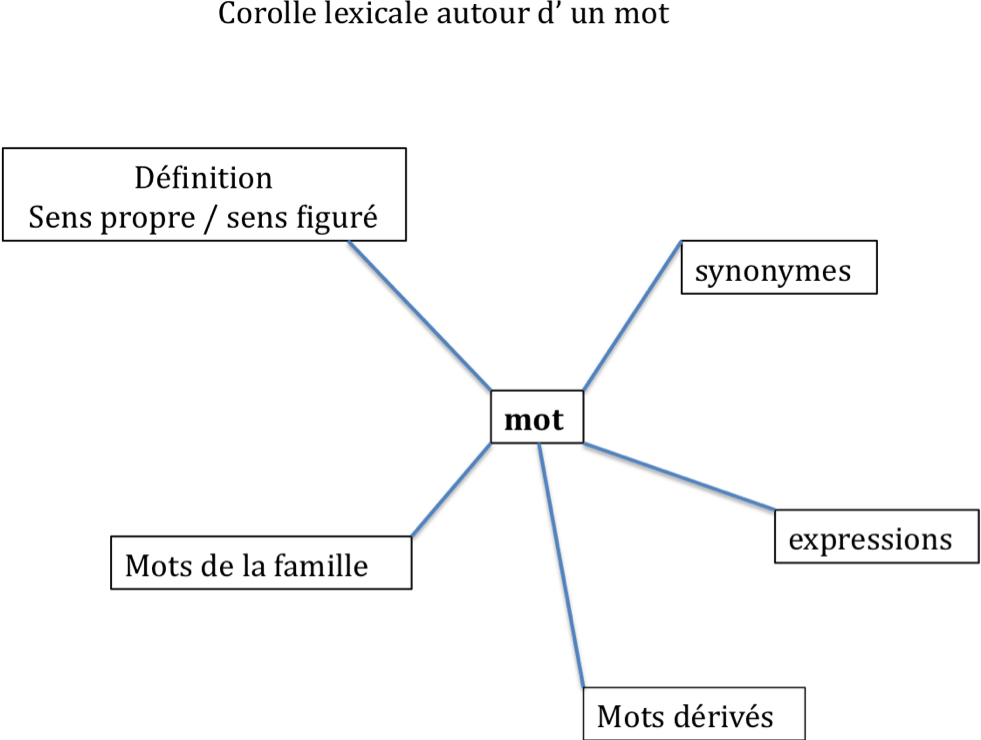 Corolle lexicale autour d’ un mot
Définition
Sens propre / sens figuré
synonymes
mot
expressions
Mots de la famille
Mots dérivés